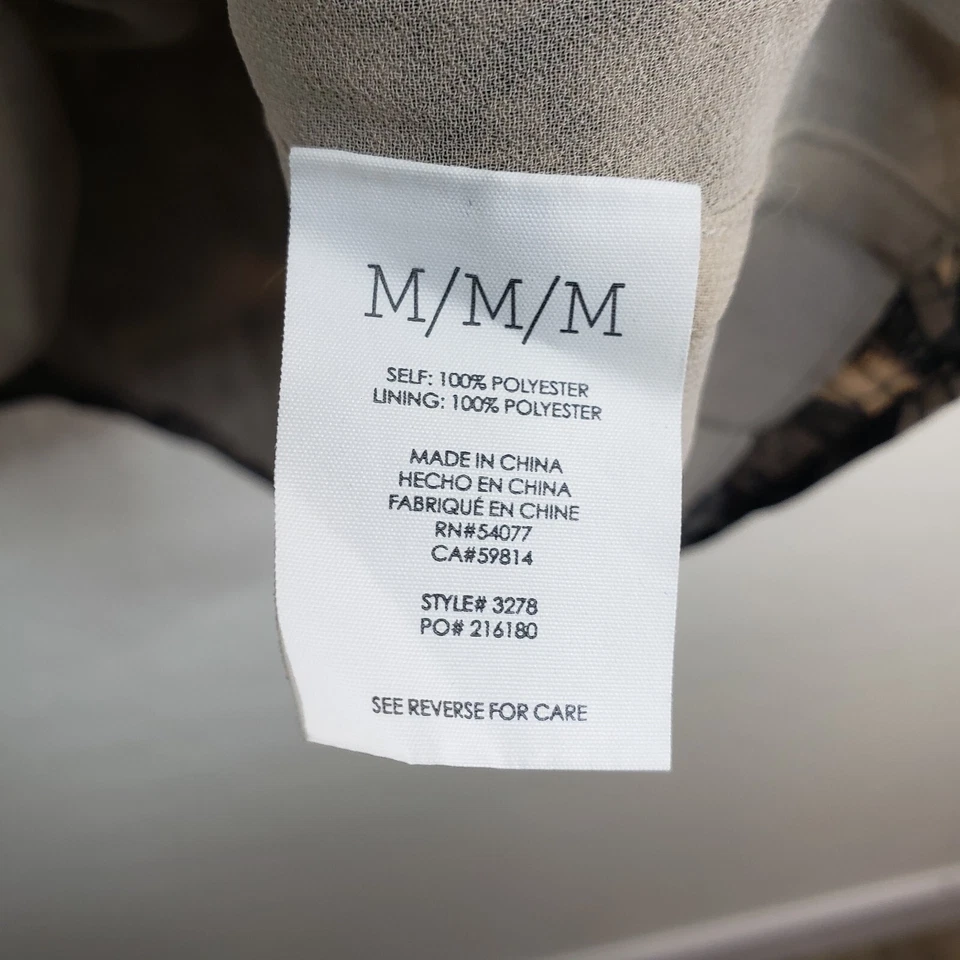 M/M/M
SELF: 100% POLYESTER
LINING: 100% POLYESTER
MADE IN CHINA
HECHO EN CHINA
FABRIQUÉ EN CHINE
RN#54077
CA#59814
STYLE# 3278
PO# 216180
SEE REVERSE FOR CARE